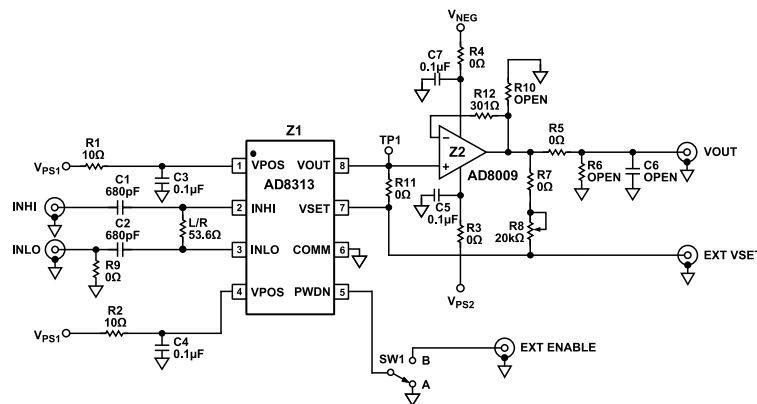 VNEG
C7
0.1µF
R4
0Ω
R12
301Ω
R10
OPEN
Z1
TP1
Z2
AD8009
R5
0Ω
VOUT
R6
OPEN
C6
OPEN
R7
0Ω
R1
10Ω
VPS1
C3
0.1µF
1 VPOS VOUT 8
AD8313
R11
0Ω
C1
680pF
INHI
2 INHI VSET 7
C5
0.1µF
R3
0Ω
R8
20kΩ
L/R
53.6Ω
C2
680pF
INLO
3 INLO COMM 6
R9
0Ω
EXT VSET
VPS2
4 VPOS PWDN 5
R2
10Ω
VPS1
C4
0.1µF
SW1
B
A
EXT ENABLE